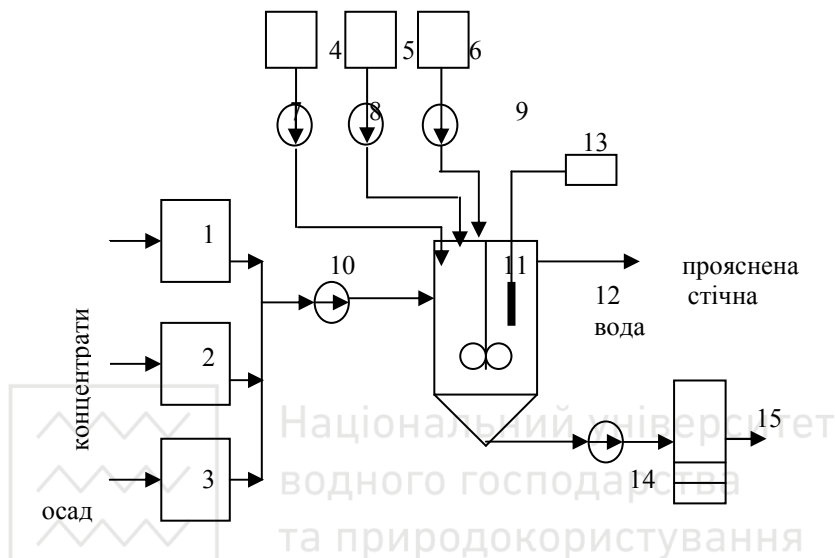 4 5 6
7 8 9
13
1
10
11
прояснена
12 стічна
вода
концентрати
2
Національний університет
15
3
14
водного господарства
осад
та природокористування